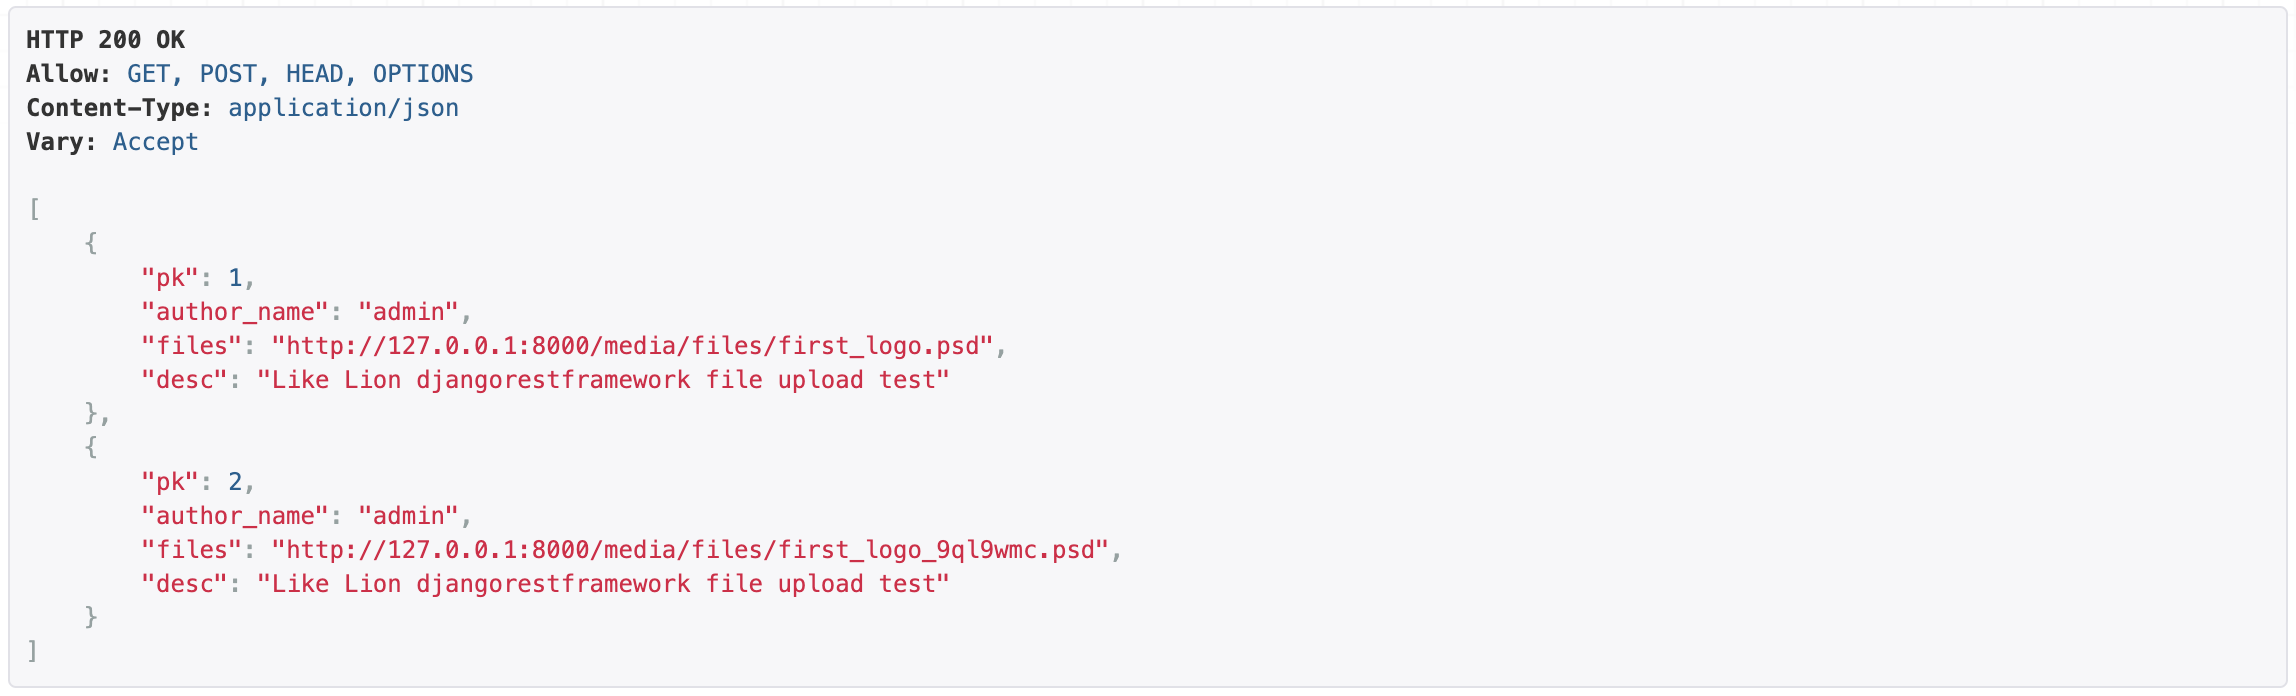 HTTP 200 OK
Allow: GET, POST, HEAD, OPTIONS
Content-Type: application/json
Vary: Accept
[
    {
        "pk": 1,
        "author_name": "admin",
        "files": "http://127.0.0.1:8000/media/files/first_logo.psd",
        "desc": "Like Lion djangorestframework file upload test"
    },
    {
        "pk": 2,
        "author_name": "admin",
        "files": "http://127.0.0.1:8000/media/files/first_logo_9ql9wmc.psd",
        "desc": "Like Lion djangorestframework file upload test"
    }
]